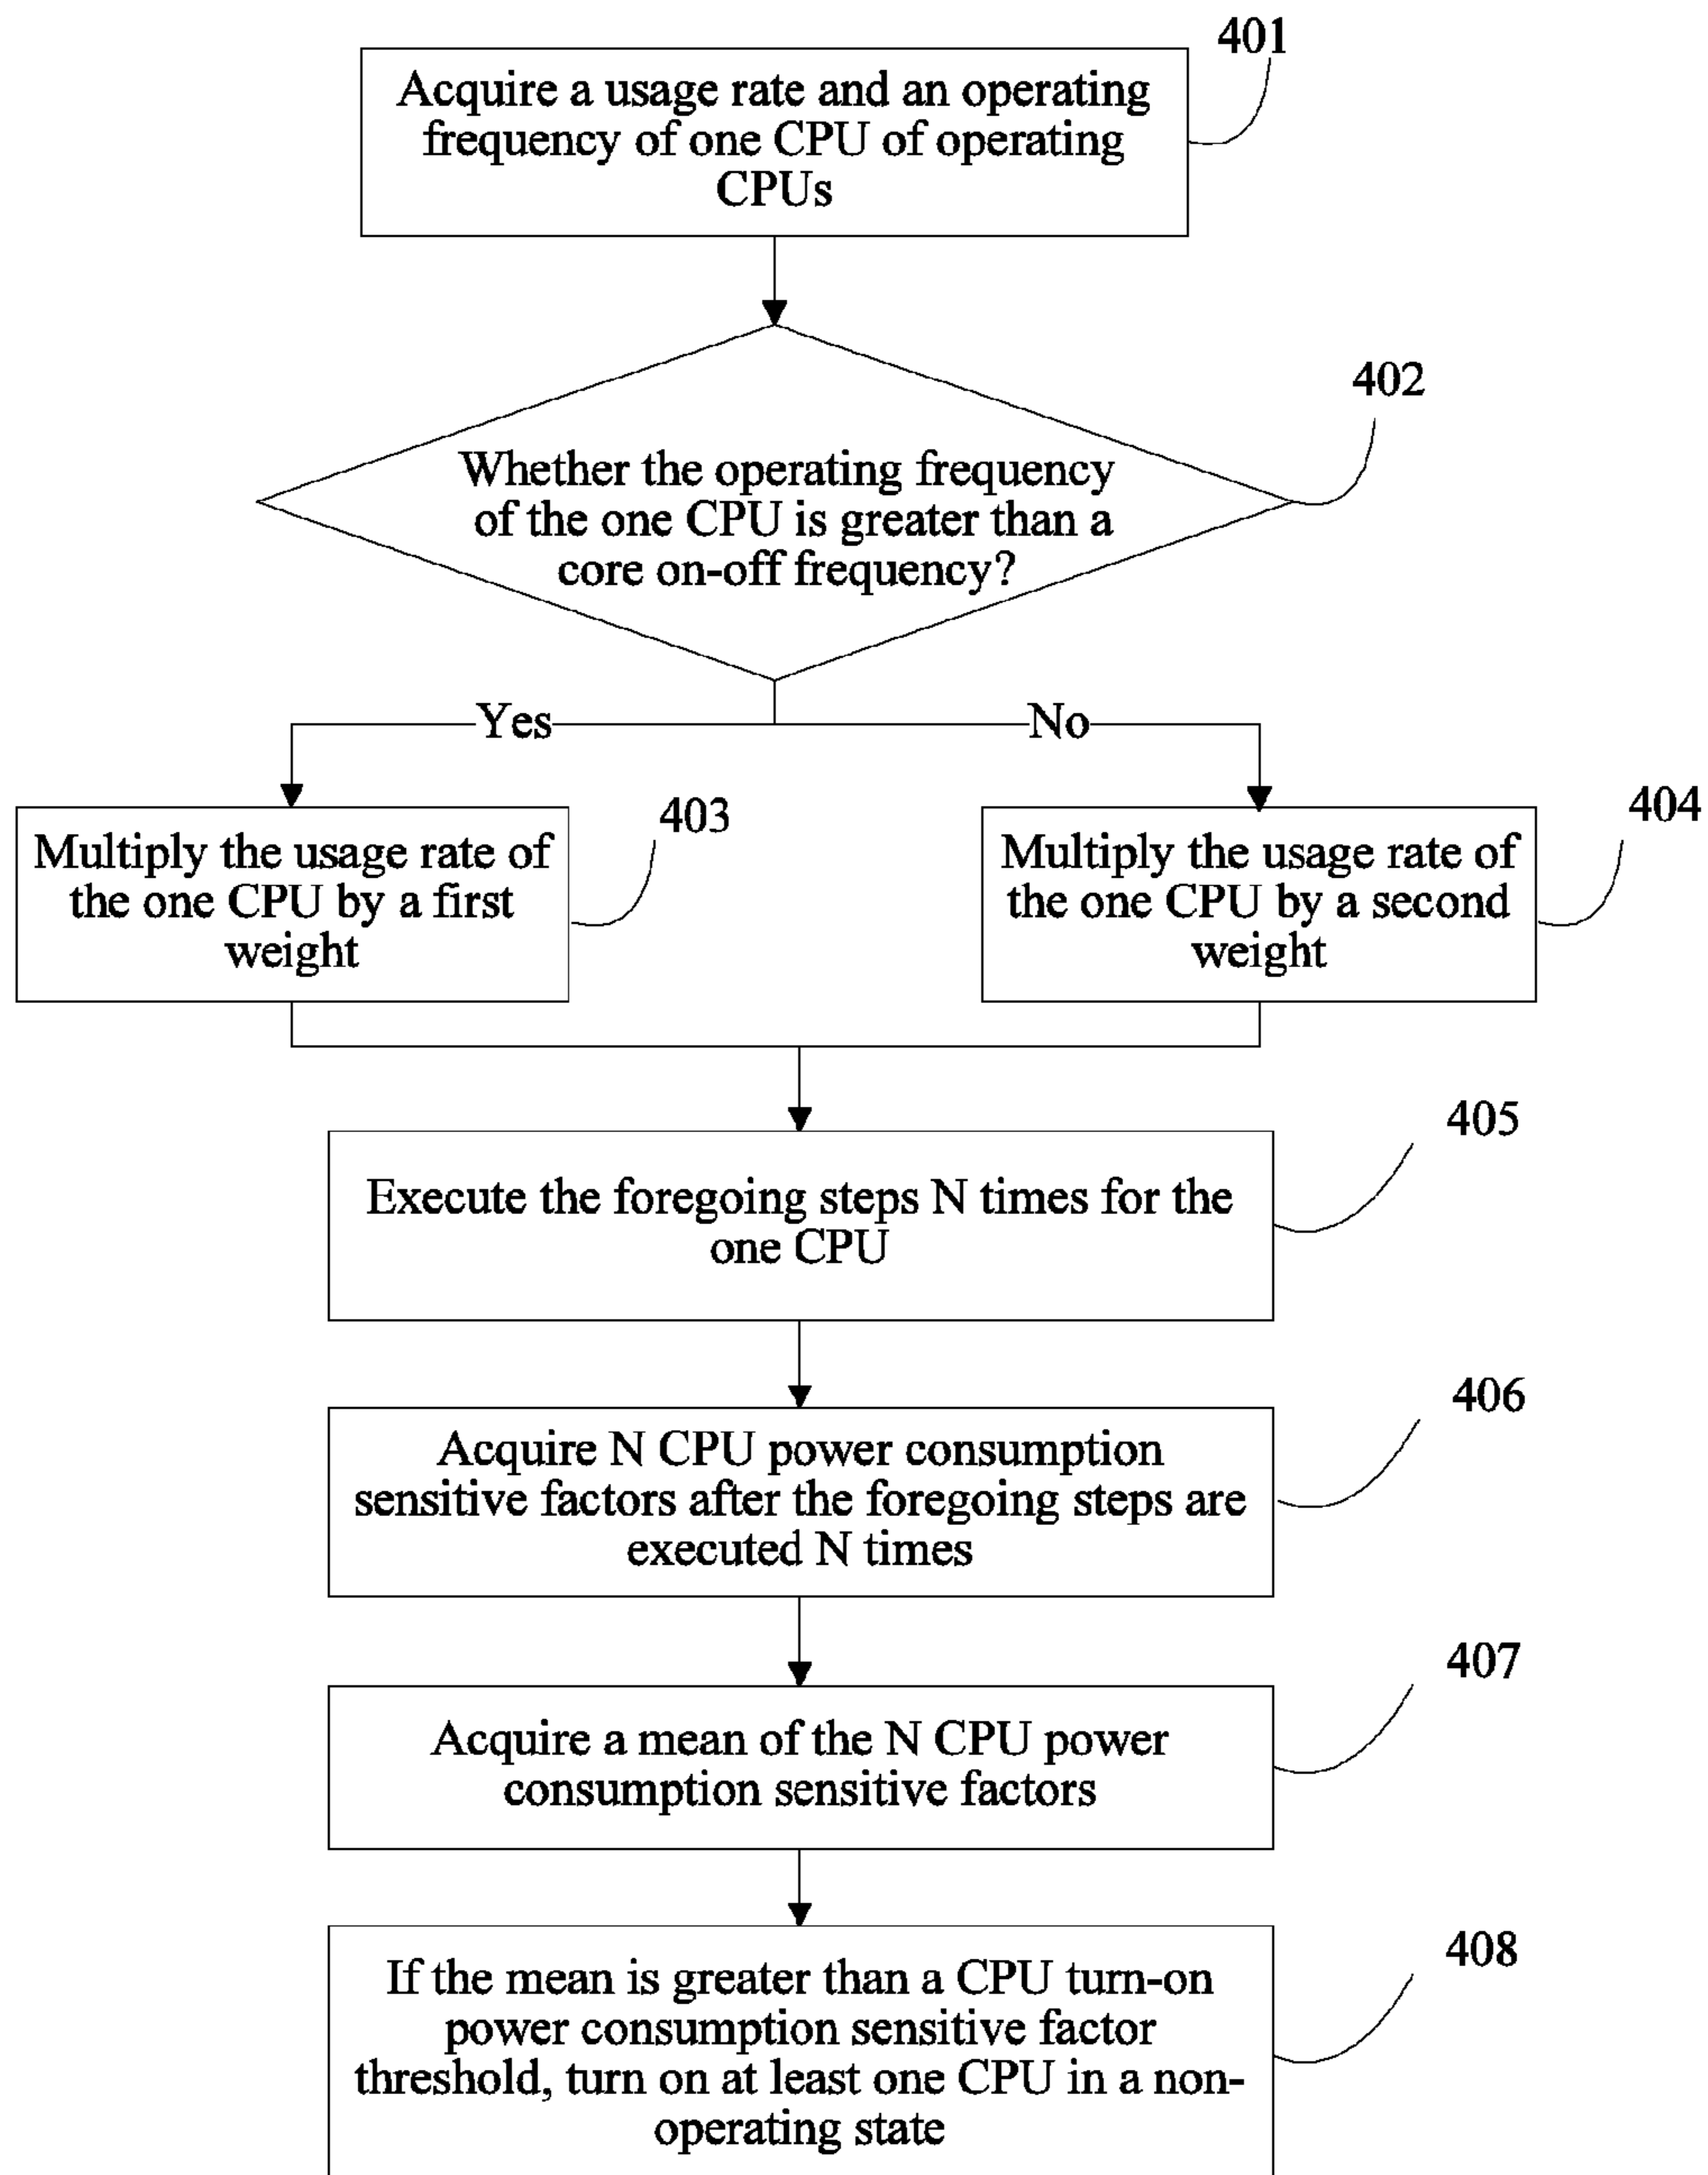 401
Acquire a usage rate and an operating
frequency of one CPU of operating
CPUs
402
Whether the operating frequency
of the one CPU is greater than a
core on-off frequency?
Yes
No
403
Multiply the usage rate of
the one CPU by a first
weight
404
Multiply the usage rate of
the one CPU by a second
weight
405
Execute the foregoing steps N times for the
one CPU
406
Acquire N CPU power consumption
sensitive factors after the foregoing steps are
executed N times
407
Acquire a mean of the N CPU power
consumption sensitive factors
408
If the mean is greater than a CPU turn-on
power consumption sensitive factor
threshold, turn on at least one CPU in a non-
operating state